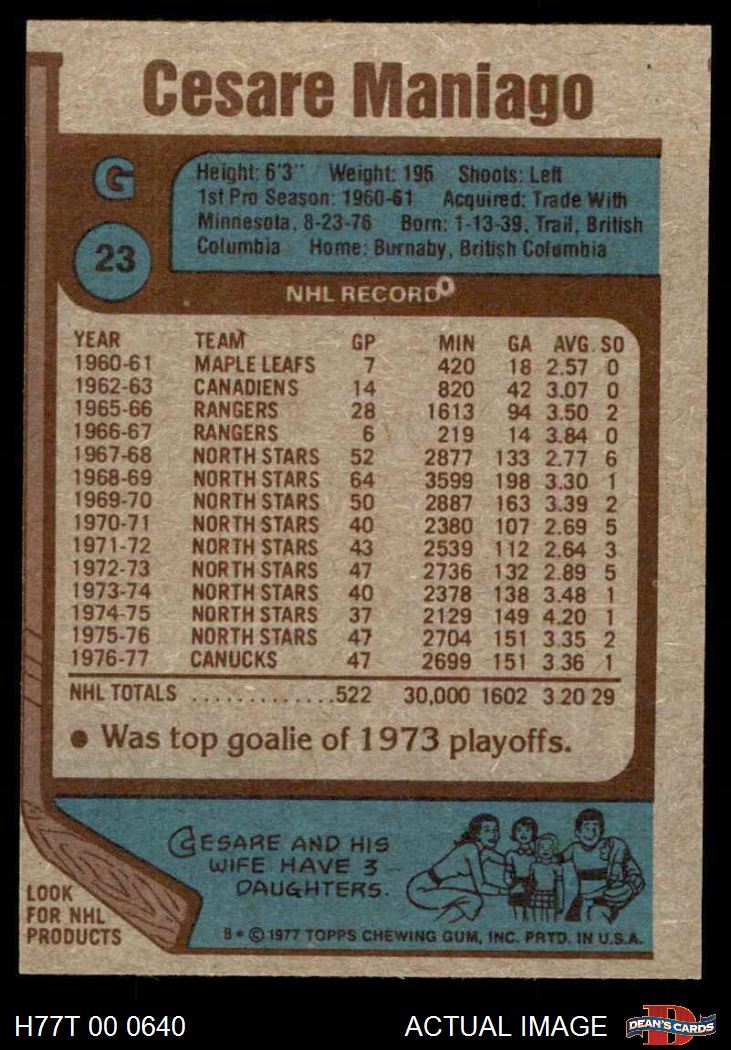 Cesare Maniago
G
23
Height: 6'3" Weight: 195 Shoots: Left
1st Pro Season: 1960-61 Acquired: Trade With
Minnesota, 8-23-76 Born: 1-13-39, Trail, British
Columbia Home: Burnaby, British Columbia
NHL RECORD
YEAR TEAM GP MIN GA AVG. SO
1960-61 MAPLE LEAFS 7 420 18 2.57 0
1962-63 CANADIENS 14 820 42 3.07 0
1965-66 RANGERS 28 1613 94 3.50 2
1966-67 RANGERS 6 219 14 3.84 0
1967-68 NORTH STARS 52 2877 133 2.77 6
1968-69 NORTH STARS 64 3599 198 3.30 1
1969-70 NORTH STARS 50 2887 163 3.39 2
1970-71 NORTH STARS 40 2380 107 2.69 5
1971-72 NORTH STARS 43 2539 112 2.64 3
1972-73 NORTH STARS 47 2736 132 2.89 5
1973-74 NORTH STARS 40 2378 138 3.48 1
1974-75 NORTH STARS 37 2129 149 4.20 1
1975-76 NORTH STARS 47 2704 151 3.35 2
1976-77 CANUCKS 47 2699 151 3.36 1
NHL TOTALS .............522 30,000 1602 3.20 29
● Was top goalie of 1973 playoffs.
CESARE AND HIS
WIFE HAVE 3
DAUGHTERS.
LOOK
FOR NHL
PRODUCTS
B * © 1977 TOPPS CHEWING GUM, INC. PRTD. IN U.S.A.
H77T 00 0640
ACTUAL IMAGE
D
DEAN'S CARDS